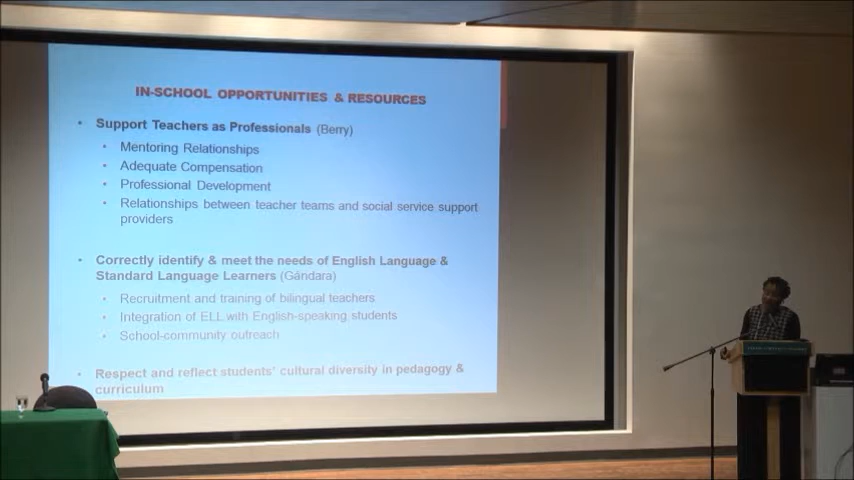 IN-SCHOOL OPPORTUNITIES & RESOURCES
• Support Teachers as Professionals (Berry)
• Mentoring Relationships
• Adequate Compensation
• Professional Development
• Relationships between teacher teams and social service support
providers
• Correctly identify & meet the needs of English Language &
Standard Language Learners (Gándara)
• Recruitment and training of bilingual teachers
• Integration of ELL with English-speaking students
• School-community outreach
• Respect and reflect students' cultural diversity in pedagogy &
curriculum